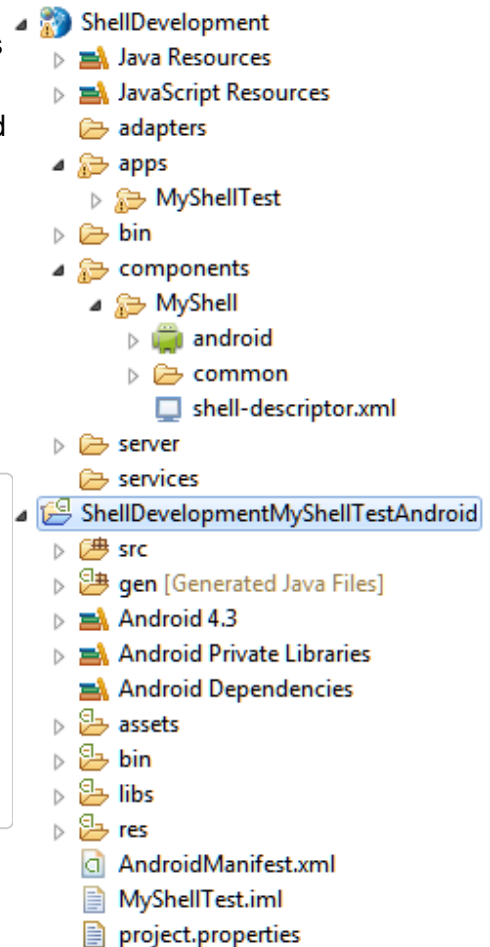 ShellDevelopment
s
Java Resources
JavaScript Resources
d
adapters
apps
MyShellTest
bin
components
MyShell
android
common
shell-descriptor.xml
server
services
ShellDevelopmentMyShellTestAndroid
src
gen [Generated Java Files]
Android 4.3
Android Private Libraries
Android Dependencies
assets
bin
libs
res
AndroidManifest.xml
MyShellTest.iml
project.properties